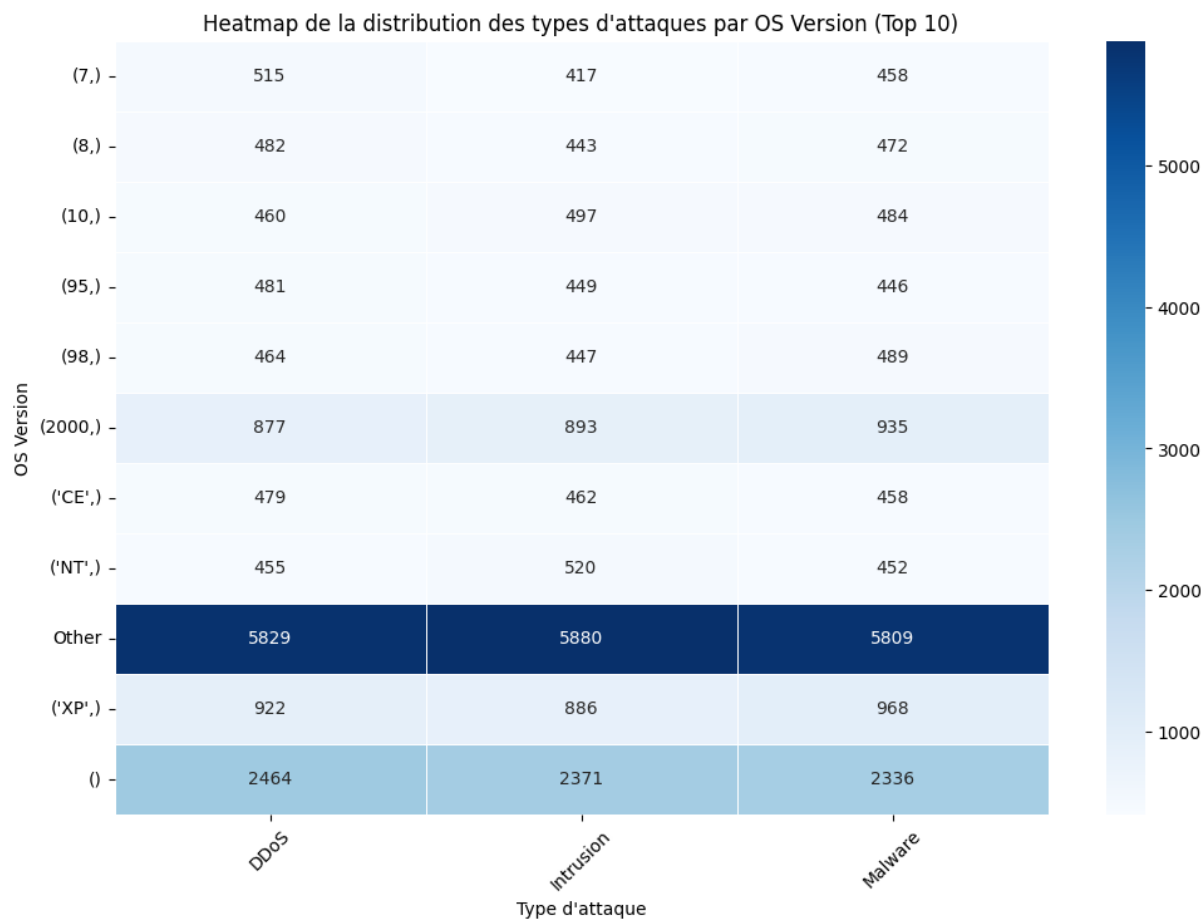 Heatmap de la distribution des types d'attaques par OS Version (Top 10)
OS Version
(7,) 515 417 458
(8,) 482 443 472
(10,) 460 497 484
(95,) 481 449 446
(98,) 464 447 489
(2000,) 877 893 935
('CE',) 479 462 458
('NT',) 455 520 452
Other 5829 5880 5809
('XP',) 922 886 968
() 2464 2371 2336
DDoS Intrusion Malware
Type d'attaque
5000
4000
3000
2000
1000